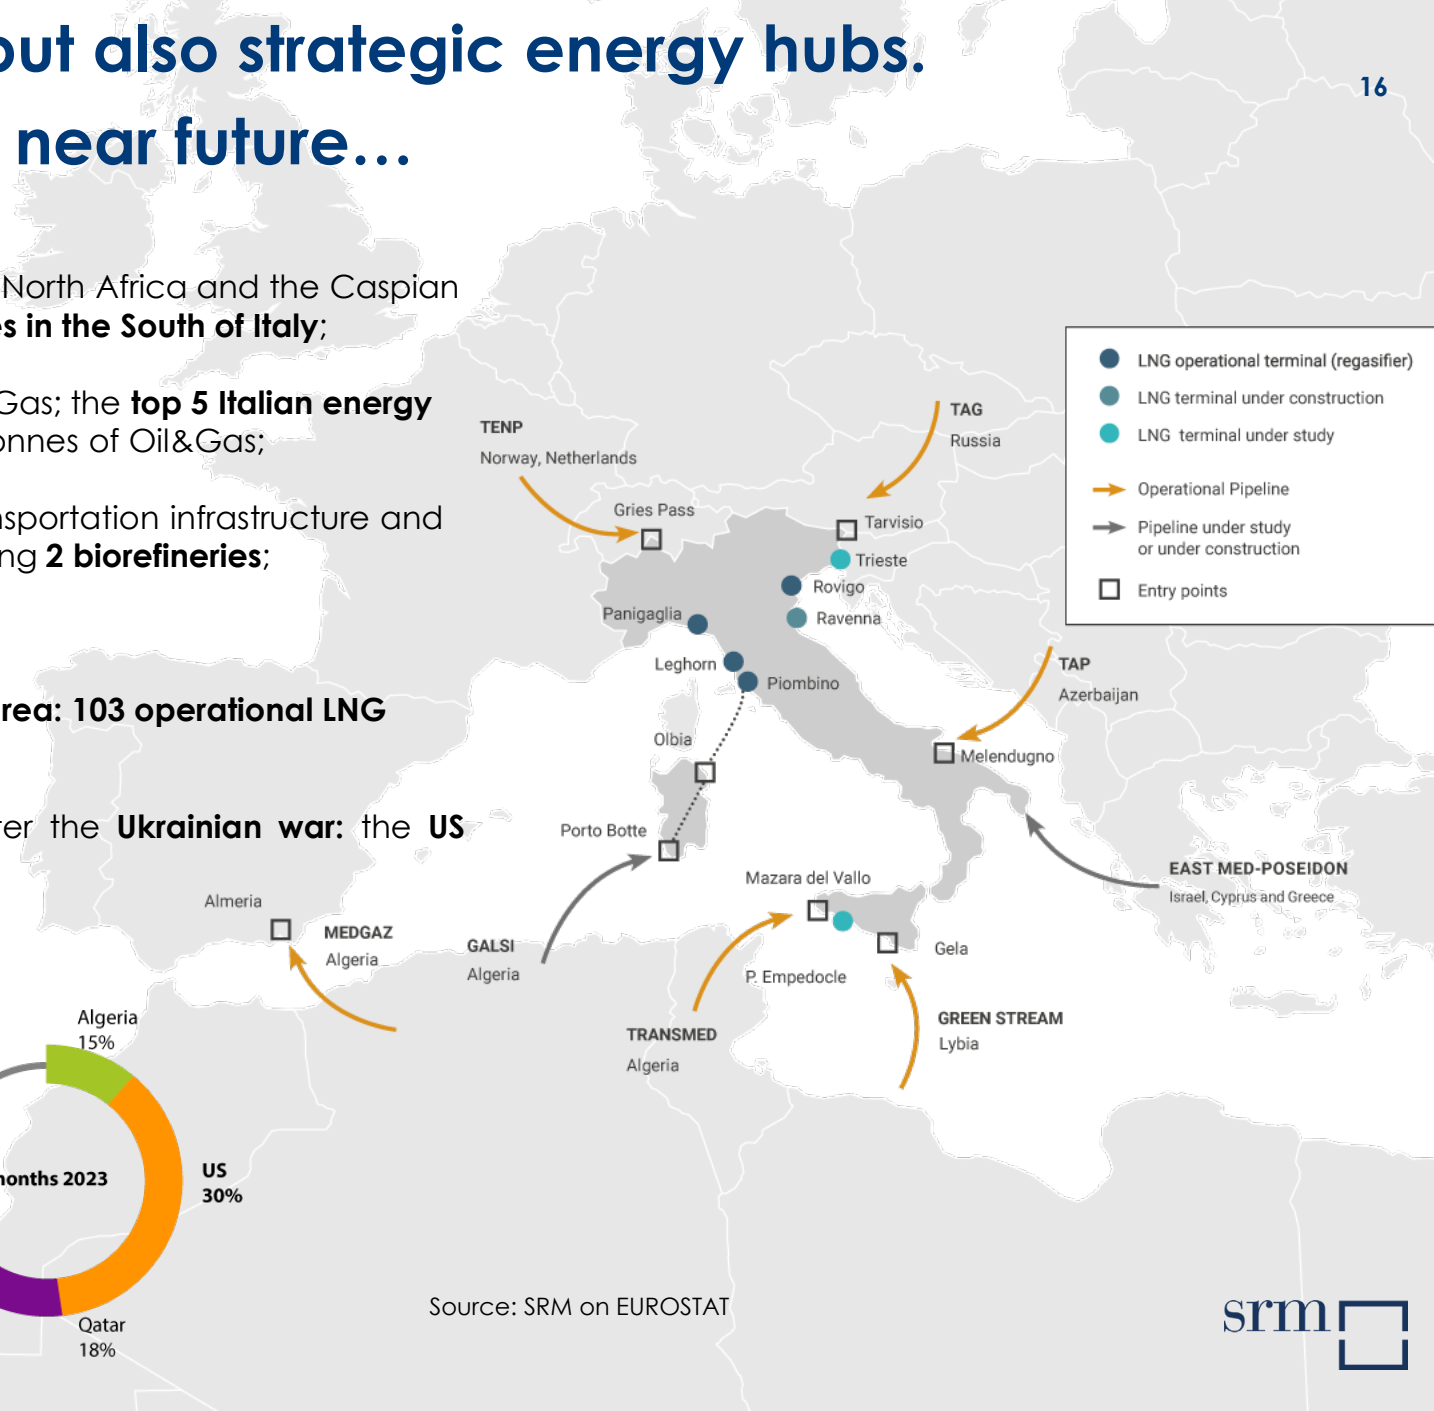 but also strategic energy hubs.
near future…
16
North Africa and the Caspian
es in the South of Italy;
Gas; the top 5 Italian energy
onnes of Oil&Gas;
nsportation infrastructure and
ng 2 biorefineries;
rea: 103 operational LNG
ter the Ukrainian war: the US
LNG operational terminal (regasifier)
LNG terminal under construction
LNG terminal under study
Operational Pipeline
Pipeline under study
or under construction
Entry points
TENP
Norway, Netherlands
TAG
Russia
Gries Pass
Tarvisio
Trieste
Rovigo
Panigaglia
Ravenna
Leghorn
Piombino
TAP
Azerbaijan
Olbia
Melendugno
Porto Botte
EAST MED-POSEIDON
Israel, Cyprus and Greece
Mazara del Vallo
Almeria
MEDGAZ
Algeria
GALSI
Algeria
Gela
P. Empedocle
GREEN STREAM
Lybia
TRANSMED
Algeria
Algeria
15%
months 2023
US
30%
Qatar
18%
Source: SRM on EUROSTAT
srm